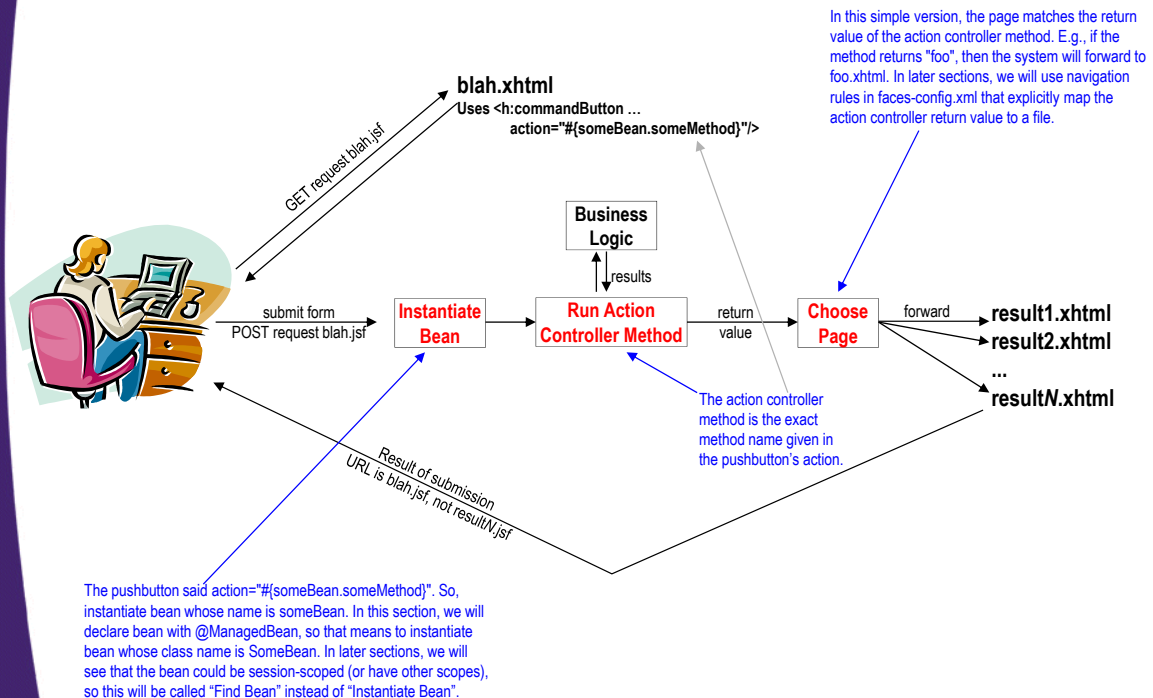 In this simple version, the page matches the return
value of the action controller method. E.g., if the
method returns "foo", then the system will forward to
foo.xhtml. In later sections, we will use navigation
rules in faces-config.xml that explicitly map the
action controller return value to a file.
blah.xhtml
Uses <h:commandButton …
action="#{someBean.someMethod}"/>
GET request blah.jsf
Business
Logic
results
submit form
POST request blah.jsf
Instantiate
Bean
Run Action
Controller Method
return
value
Choose
Page
forward
result1.xhtml
result2.xhtml
...
resultN.xhtml
The action controller
method is the exact
method name given in
the pushbutton’s action.
Result of submission
URL is blah.jsf, not resultN.jsf
The pushbutton said action="#{someBean.someMethod}". So,
instantiate bean whose name is someBean. In this section, we will
declare bean with @ManagedBean, so that means to instantiate
bean whose class name is SomeBean. In later sections, we will
see that the bean could be session-scoped (or have other scopes),
so this will be called “Find Bean” instead of “Instantiate Bean”.